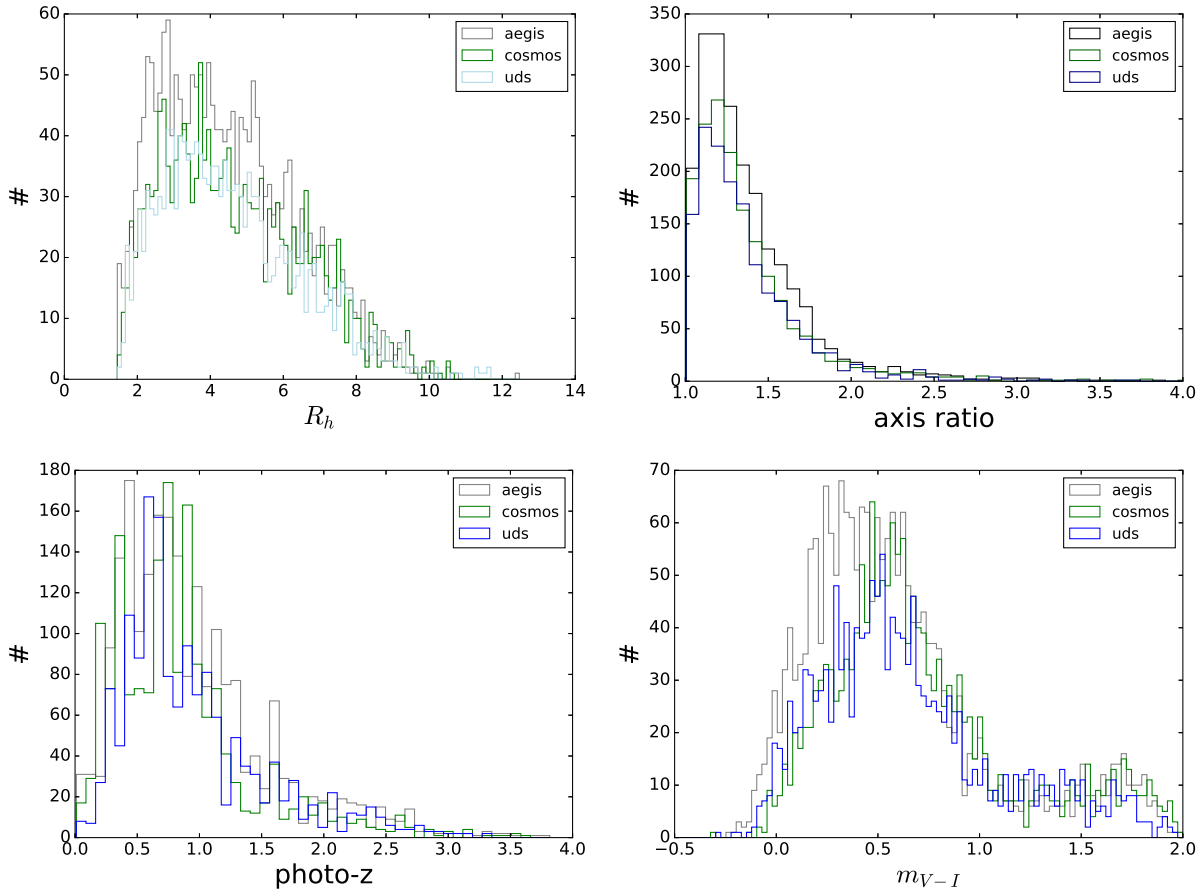 60
50
40
30
20
10
0
#
0 2 4 6 8 10 12 14
R_h
aegis
cosmos
uds
350
300
250
200
150
100
50
0
#
1.0 1.5 2.0 2.5 3.0 3.5 4.0
axis ratio
aegis
cosmos
uds
180
160
140
120
100
80
60
40
20
0
#
0.0 0.5 1.0 1.5 2.0 2.5 3.0 3.5 4.0
photo-z
aegis
cosmos
uds
70
60
50
40
30
20
10
0
#
−0.5 0.0 0.5 1.0 1.5 2.0
m_{V−I}
aegis
cosmos
uds